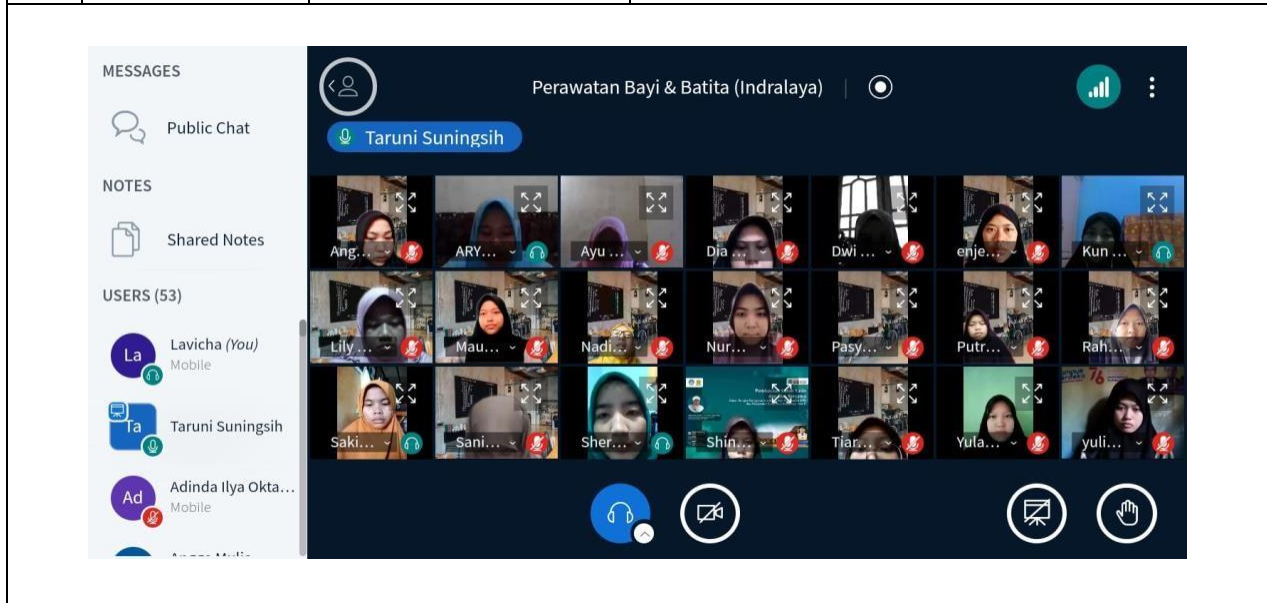 MESSAGES
Public Chat
NOTES
Shared Notes
USERS (53)
La
Lavicha (You)
Mobile
Ta
Taruni Suningsih
Ad
Adinda Ilya Okta...
Mobile
Perawatan Bayi & Batita (Indralaya)
Taruni Suningsih
Ang...
ARY...
Ayu ...
Dia ...
Dwi ...
enje...
Kun ...
Lily ...
Mau...
Nadi...
Nur...
Pasy...
Putr...
Rah...
76
Saki...
Sani...
Sher...
Shin...
Tiar...
Yula...
yuli...